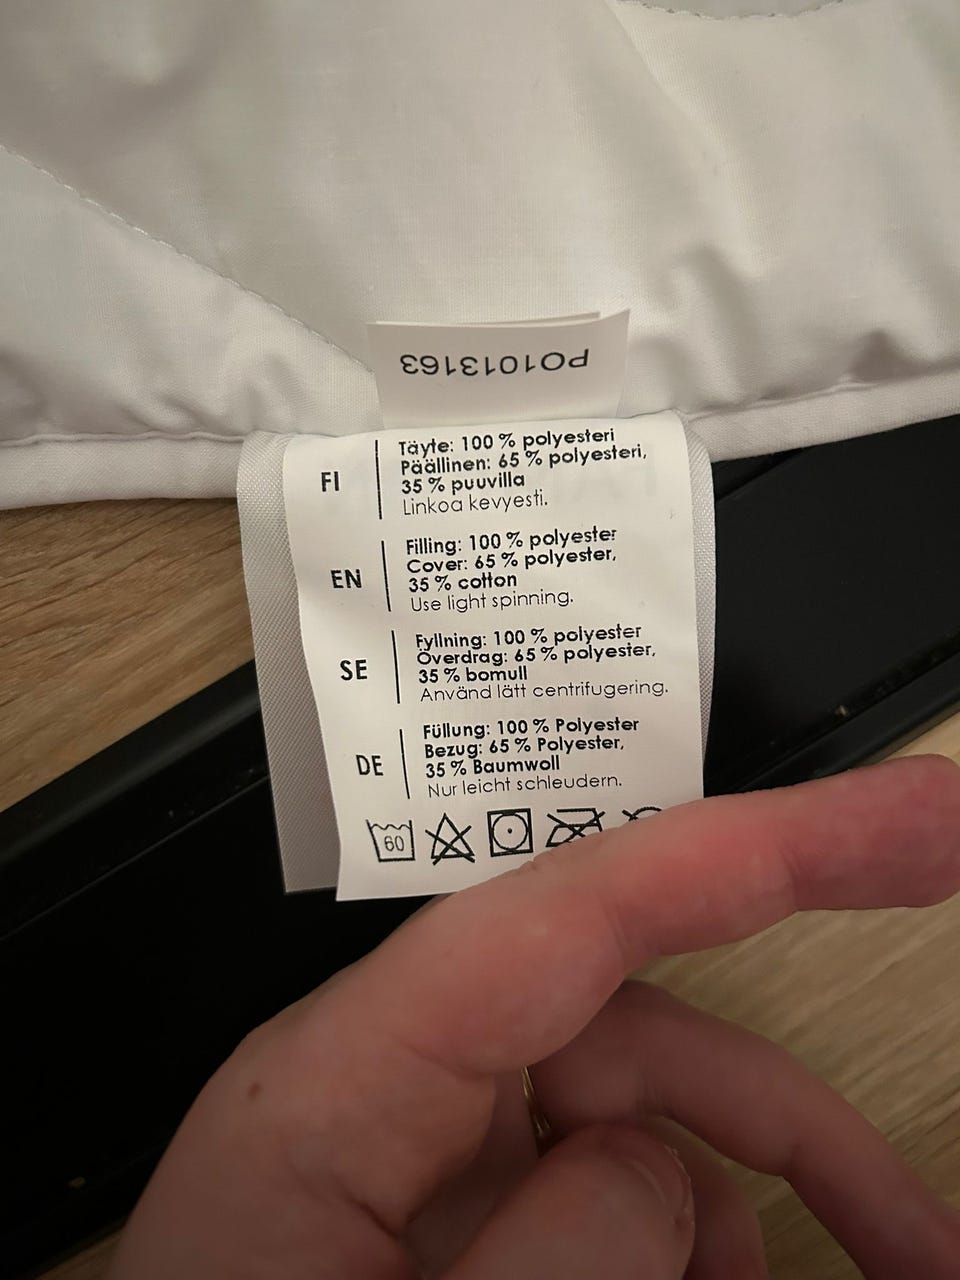 PO1013163
FI
Täyte: 100 % polyesteri
Päällinen: 65 % polyesteri,
35 % puuvilla
Linkoa kevyesti.
EN
Filling: 100 % polyester
Cover: 65 % polyester,
35 % cotton
Use light spinning.
SE
Fyllning: 100 % polyester
Överdrag: 65 % polyester,
35 % bomull
Använd lätt centrifugering.
DE
Füllung: 100 % Polyester
Bezug: 65 % Polyester,
35 % Baumwoll
Nur leicht schleudern.
60